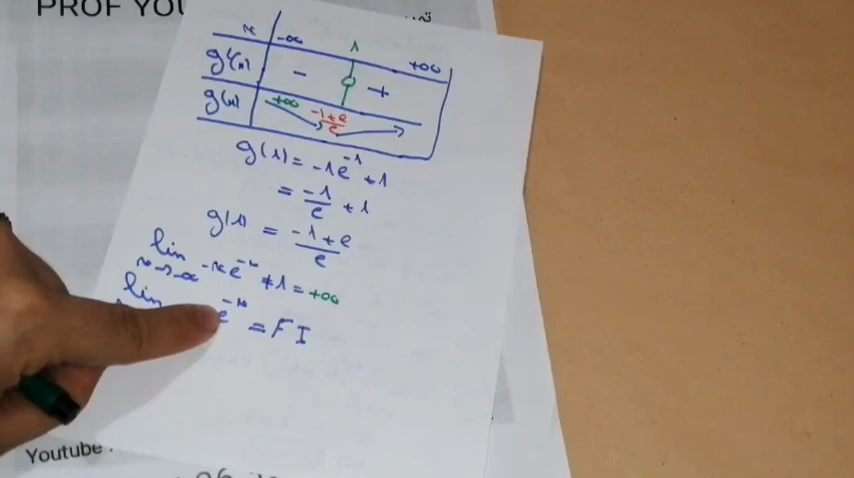 PROF YOU
x -∞ 1 +∞
g'(x) - 0 +
g(x) +∞ -1+e/e
g(1) = -1e^-1 + 1
= -1/e + 1
g(1) = -1+e/e
lim x→-∞ -xe^-x + 1 = +∞
lim e^-x = FI
Youtube :